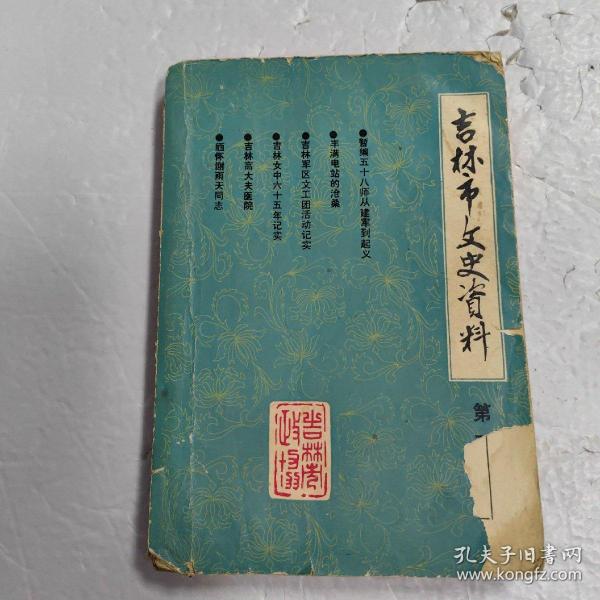 吉林市文史资料
第
●暂编五十八师从建军到起义
●丰满电站的沧桑
●吉林军区文工团活动记实
●吉林女中六十五年记实
●吉林高大夫医院
●缅怀谢雨天同志
吉林市
政协
孔夫子旧书网
www.kongfz.com